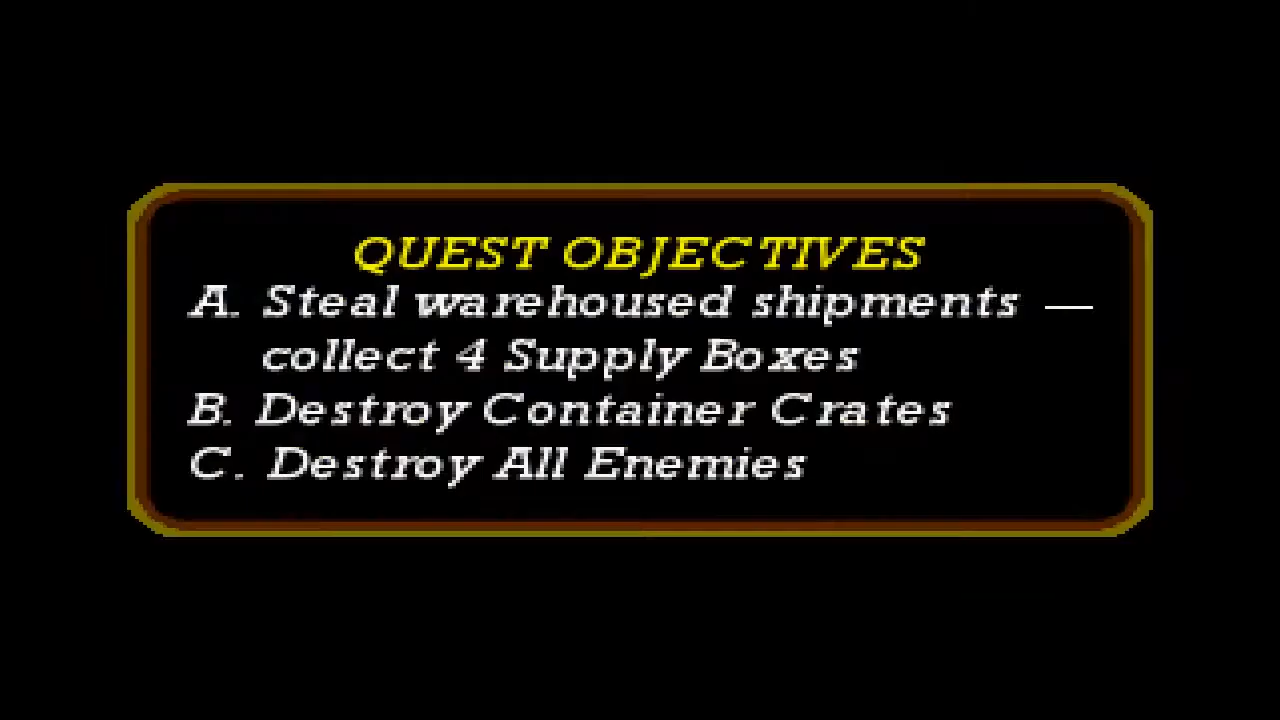 QUEST OBJECTIVES
A. Steal warehoused shipments —
collect 4 Supply Boxes
B. Destroy Container Crates
C. Destroy All Enemies